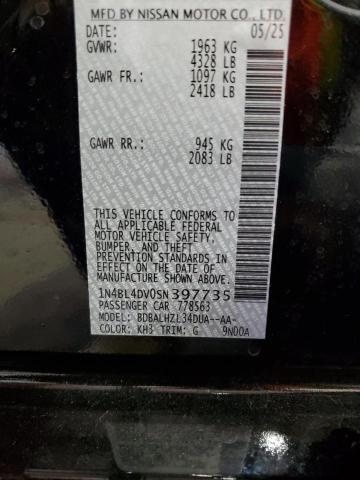 MFD BY NISSAN MOTOR CO., LTD.
DATE: 05/25
GVWR: 1963 KG
4328 LB
GAWR FR.: 1097 KG
2418 LB
GAWR RR.: 945 KG
2083 LB
THIS VEHICLE CONFORMS TO
ALL APPLICABLE FEDERAL
MOTOR VEHICLE SAFETY,
BUMPER, AND THEFT
PREVENTION STANDARDS
IN EFFECT ON THE DATE OF
MANUFACTURE SHOWN ABOVE.
1N4BL4DV0SN397735
PASSENGER CAR 778563
MODEL: BDBALHZL34DUA--AA-
COLOR: KH3 TRIM: G 9N00A